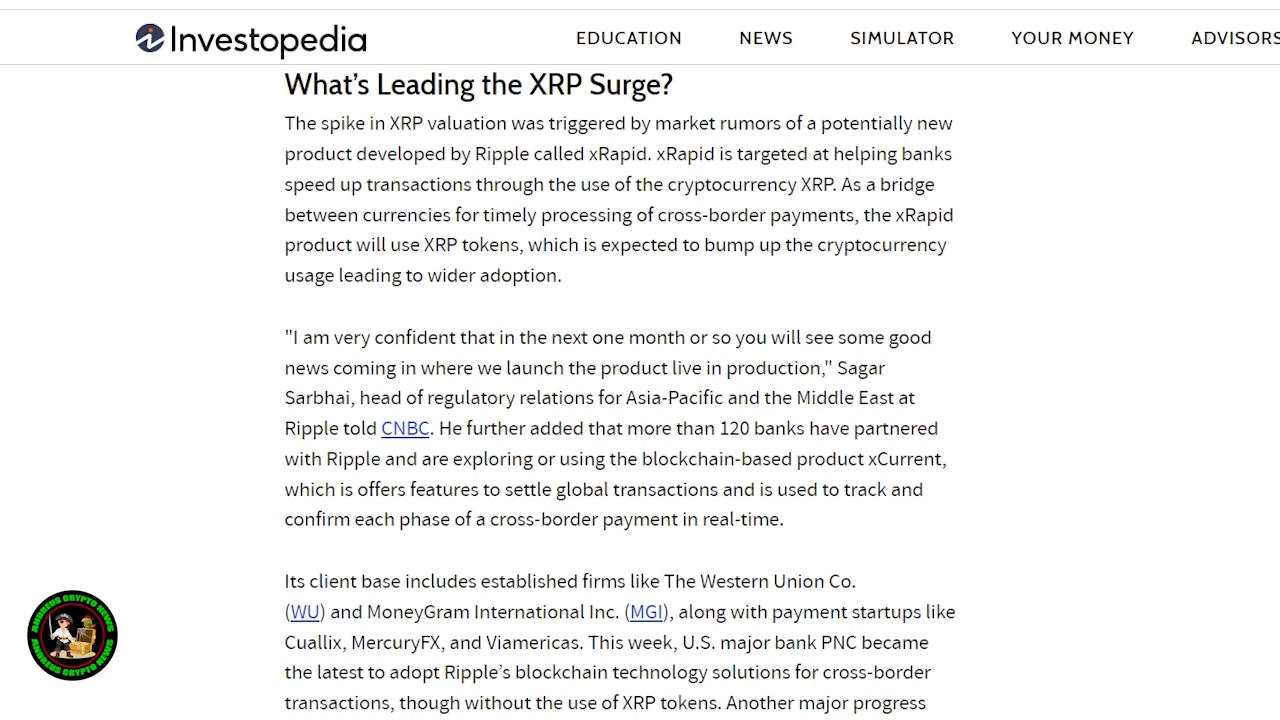 Investopedia
EDUCATION NEWS SIMULATOR YOUR MONEY ADVISORS
What's Leading the XRP Surge?
The spike in XRP valuation was triggered by market rumors of a potentially new
product developed by Ripple called xRapid. xRapid is targeted at helping banks
speed up transactions through the use of the cryptocurrency XRP. As a bridge
between currencies for timely processing of cross-border payments, the xRapid
product will use XRP tokens, which is expected to bump up the cryptocurrency
usage leading to wider adoption.
"I am very confident that in the next one month or so you will see some good
news coming in where we launch the product live in production," Sagar
Sarbhai, head of regulatory relations for Asia-Pacific and the Middle East at
Ripple told CNBC. He further added that more than 120 banks have partnered
with Ripple and are exploring or using the blockchain-based product xCurrent,
which is offers features to settle global transactions and is used to track and
confirm each phase of a cross-border payment in real-time.
Its client base includes established firms like The Western Union Co.
(WU) and MoneyGram International Inc. (MGI), along with payment startups like
Cuallix, MercuryFX, and Viamericas. This week, U.S. major bank PNC became
the latest to adopt Ripple's blockchain technology solutions for cross-border
transactions, though without the use of XRP tokens. Another major progress
ANDREUS CRYPTO NEWS
ANDREUS CRYPTO NEWS